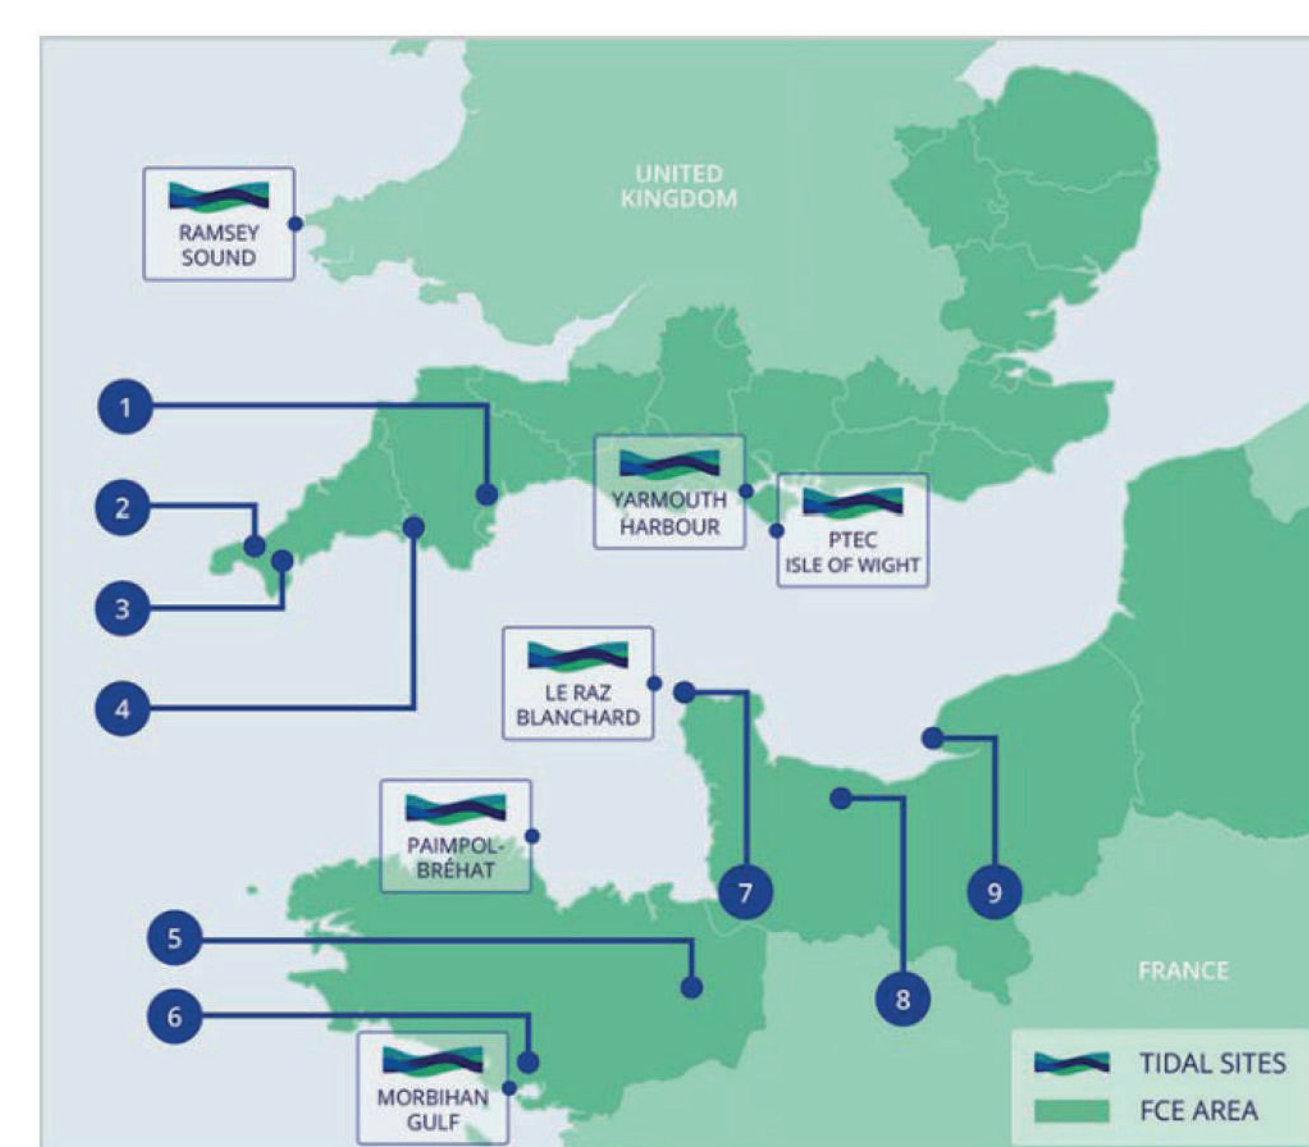 UNITED
KINGDOM
RAMSEY
SOUND
1
2
3
4
YARMOUTH
HARBOUR
PTEC
ISLE OF WIGHT
LE RAZ
BLANCHARD
PAIMPOL-
BRÉHAT
7
9
5
6
8
FRANCE
MORBIHAN
GULF
TIDAL SITES
FCE AREA